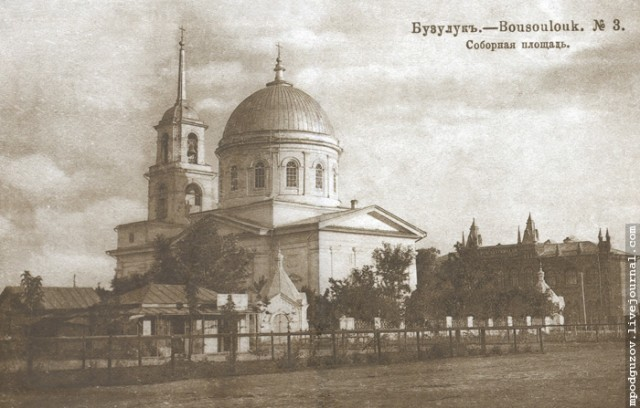 Бузулукъ.—Bousoulouk. № 3.
Соборная площадь.
mpodguzov.livejournal.com